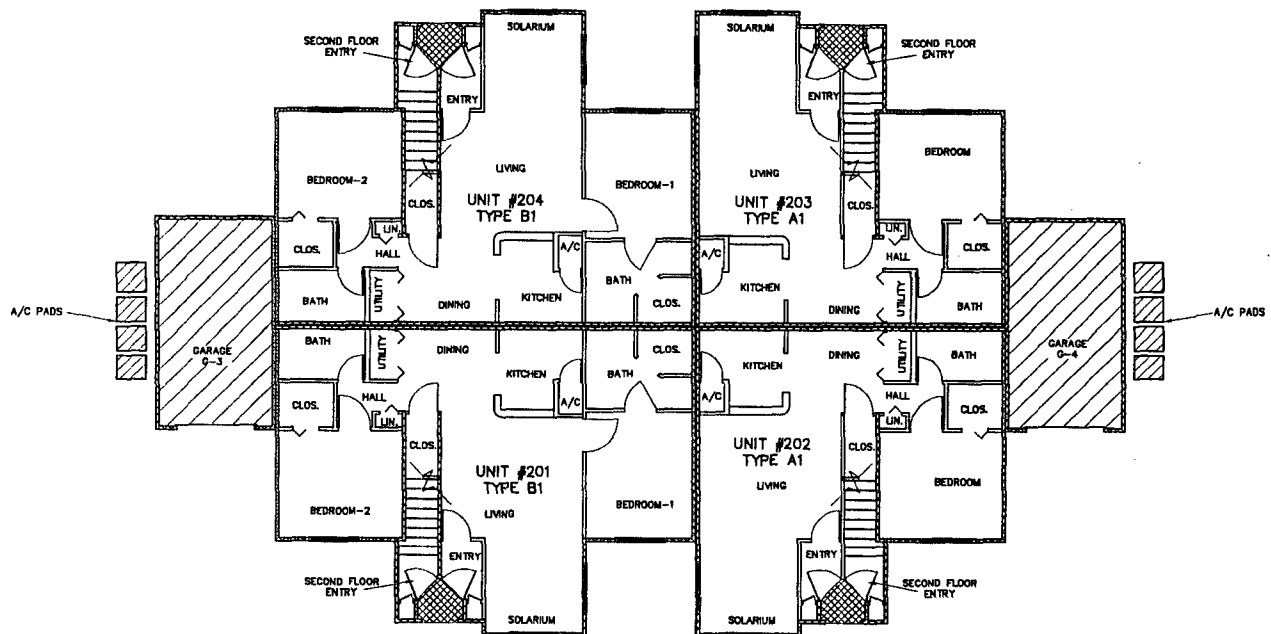 SOLARIUM
SOLARIUM
SECOND FLOOR
ENTRY
SECOND FLOOR
ENTRY
ENTRY
ENTRY
BEDROOM-2
LIVING
BEDROOM-1
LIVING
BEDROOM
UNIT #204
TYPE B1
UNIT #203
TYPE A1
CLOS.
CLOS.
LIN.
LIN.
CLOS.
HALL
A/C
BATH
A/C
HALL
CLOS.
UTILITY
KITCHEN
CLOS.
KITCHEN
UTILITY
BATH
DINING
DINING
BATH
A/C PADS
A/C PADS
GARAGE
G-3
GARAGE
G-4
BATH
UTILITY
DINING
KITCHEN
CLOS.
BATH
KITCHEN
DINING
UTILITY
BATH
CLOS.
HALL
LIN.
A/C
A/C
HALL
LIN.
CLOS.
CLOS.
CLOS.
UNIT #201
TYPE B1
UNIT #202
TYPE A1
BEDROOM-2
LIVING
BEDROOM-1
LIVING
BEDROOM
ENTRY
ENTRY
SECOND FLOOR
ENTRY
SECOND FLOOR
ENTRY
SOLARIUM
SOLARIUM